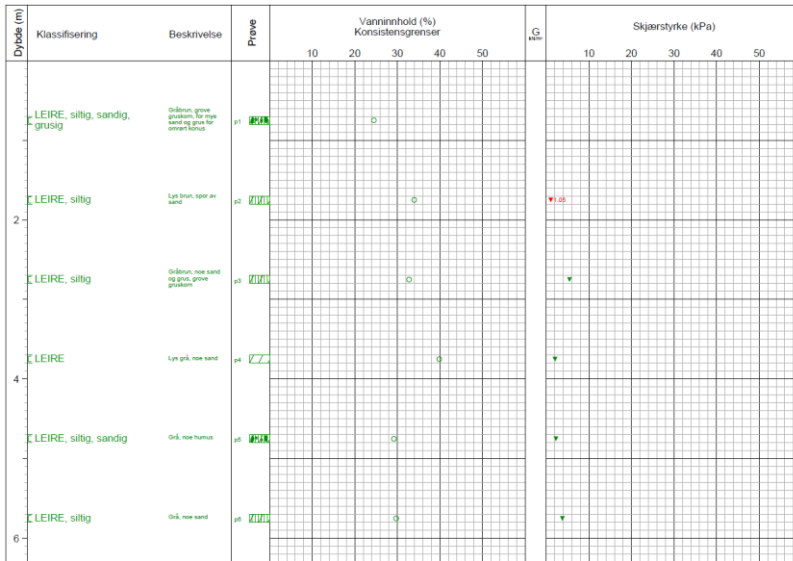 Dybde (m)
Klassifisering
Beskrivelse
Prøve
Vanninnhold (%)
Konsistensgrenser
10 20 30 40 50
G
kN/m³
Skjærstyrke (kPa)
10 20 30 40 50
LEIRE, siltig, sandig,
grusig
Gråbrun, grove
gruskorn, for mye
sand og grus for
omrørt konus
p1
LEIRE, siltig
Lys brun, spor av
sand
p2
1.05
2
LEIRE, siltig
Gråbrun, noe sand
og grus, grove
gruskorn
p3
LEIRE
Lys grå, noe sand
p4
4
LEIRE, siltig, sandig
Grå, noe humus
p5
LEIRE, siltig
Grå, noe sand
p6
6